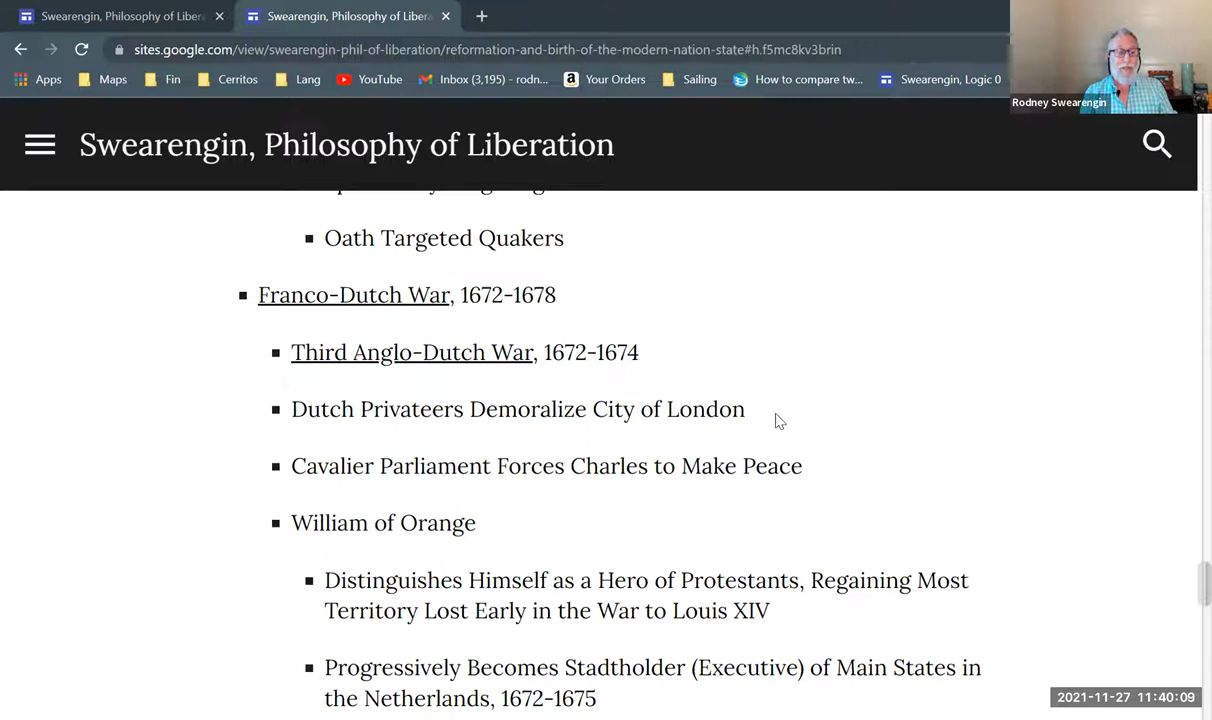 Swearengin, Philosophy of Liber
Swearengin, Philosophy of Libera
sites.google.com/view/swearengin-phil-of-liberation/reformation-and-birth-of-the-modern-nation-state#h.f5mc8kv3brin
Apps Maps Fin Cerritos Lang YouTube Inbox (3,195) - rodn... Your Orders Sailing How to compare tw... Swearengin, Logic 0
Rodney Swearengin
Swearengin, Philosophy of Liberation
Oath Targeted Quakers
Franco-Dutch War, 1672-1678
Third Anglo-Dutch War, 1672-1674
Dutch Privateers Demoralize City of London
Cavalier Parliament Forces Charles to Make Peace
William of Orange
Distinguishes Himself as a Hero of Protestants, Regaining Most
Territory Lost Early in the War to Louis XIV
Progressively Becomes Stadtholder (Executive) of Main States in
the Netherlands, 1672-1675
2021-11-27 11:40:09